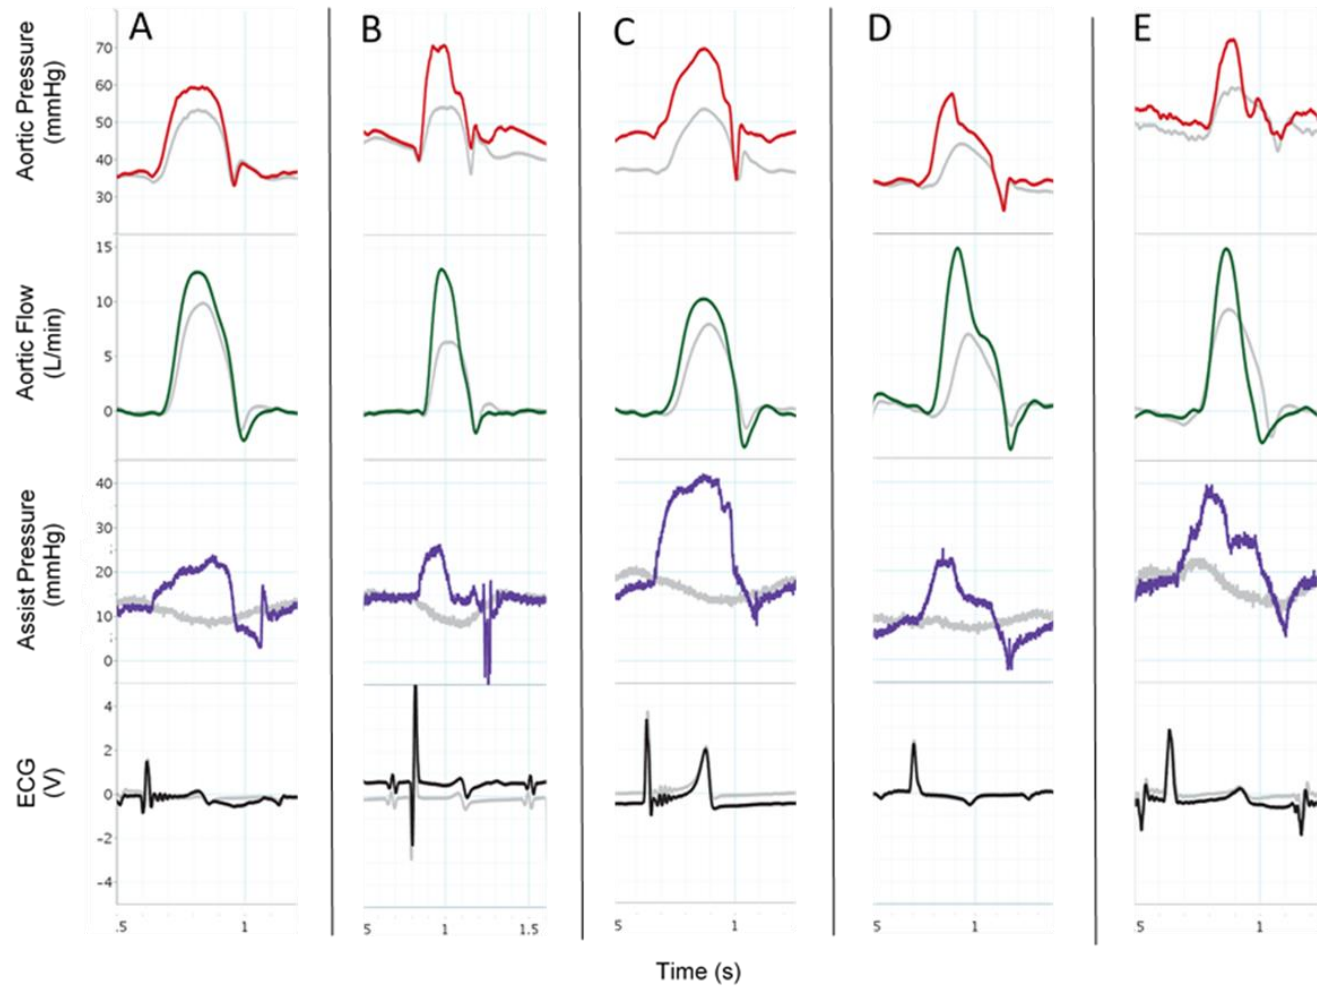 A B C D E
Aortic Pressure
(mmHg)
70
60
50
40
30
Aortic Flow
(L/min)
15
10
5
0
Assist Pressure
(mmHg)
40
30
20
10
0
ECG
(V)
4
2
0
-2
-4
.5 1 5 1 1.5 5 1 5 1 .5 1
Time (s)